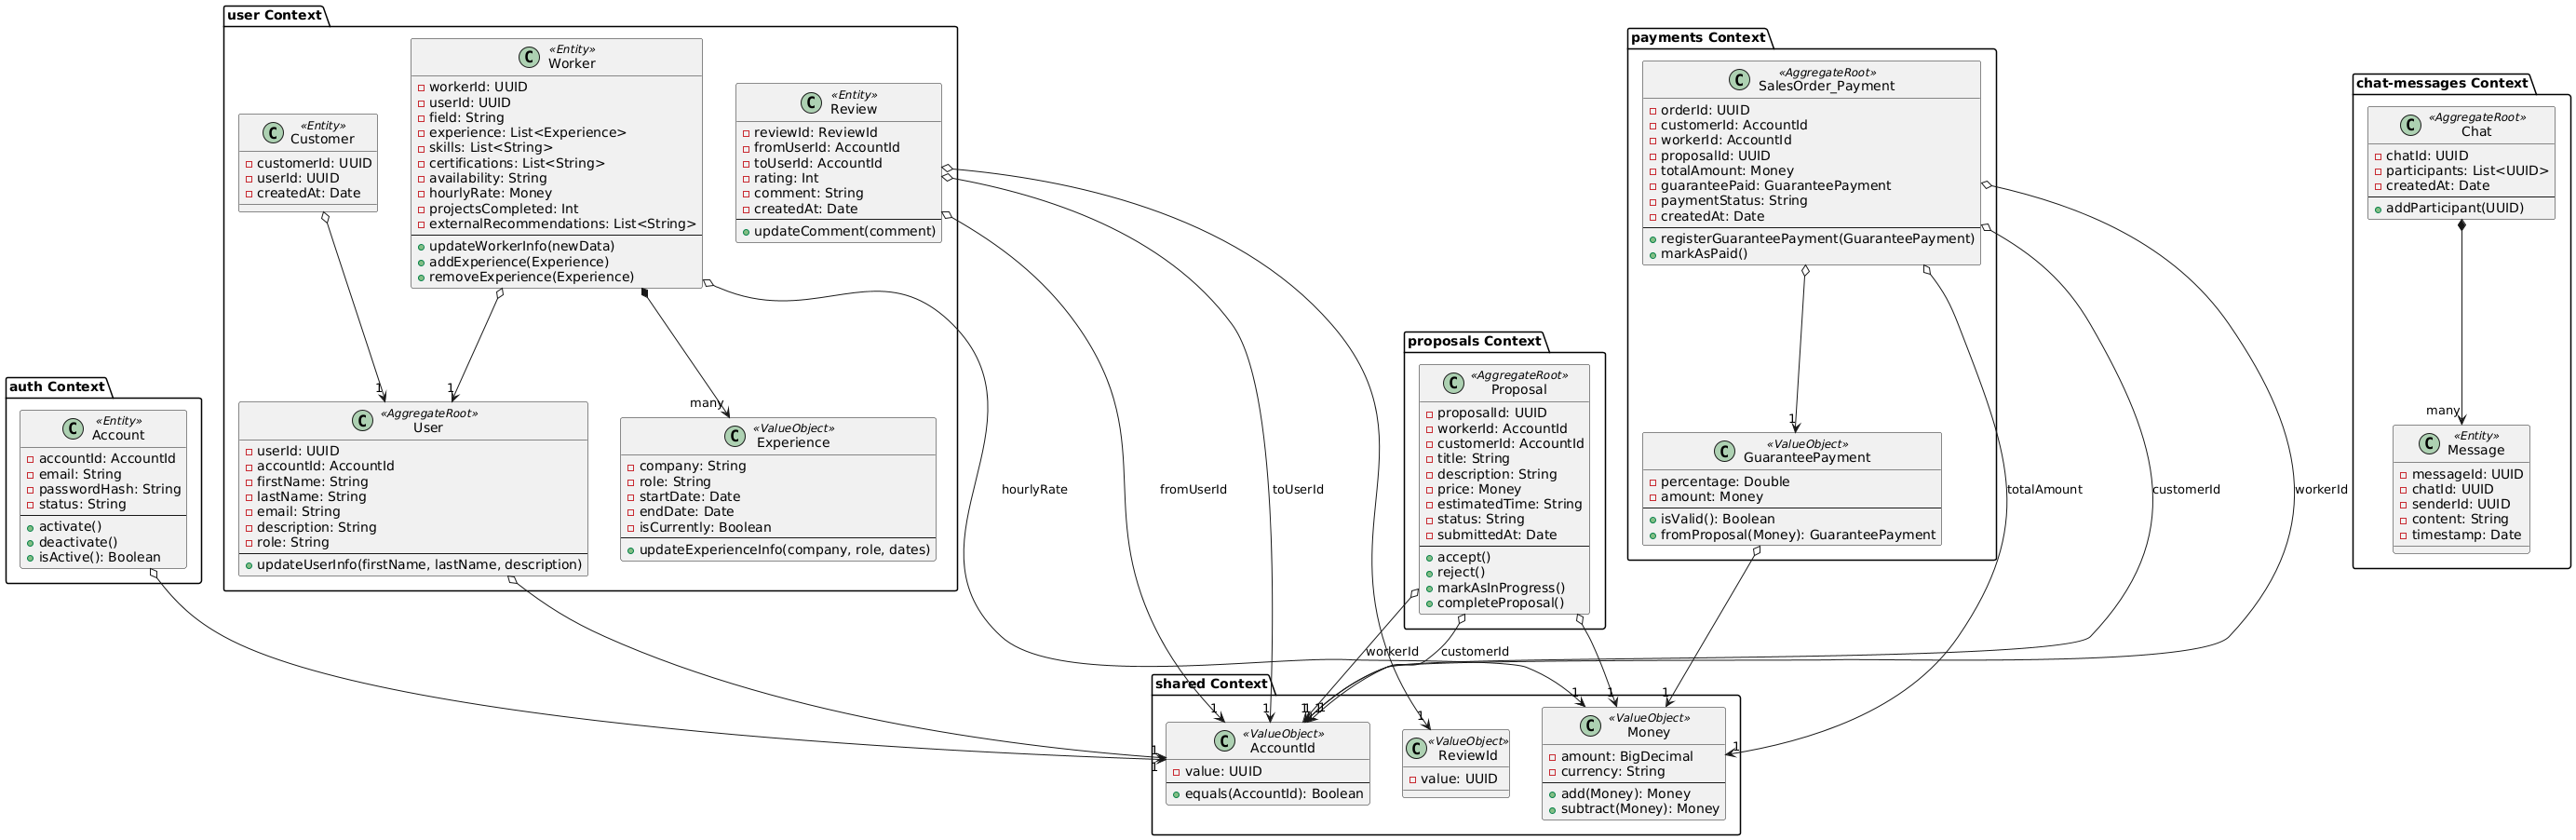 user Context
C «Entity»
Customer
customerId: UUID
userId: UUID
createdAt: Date
C «Entity»
Worker
workerId: UUID
userId: UUID
field: String
experience: List<Experience>
skills: List<String>
certifications: List<String>
availability: String
hourlyRate: Money
projectsCompleted: Int
externalRecommendations: List<String>
updateWorkerInfo(newData)
addExperience(Experience)
removeExperience(Experience)
C «Entity»
Review
reviewId: ReviewId
fromUserId: AccountId
toUserId: AccountId
rating: Int
comment: String
createdAt: Date
updateComment(comment)
1
1
many
C «AggregateRoot»
User
userId: UUID
accountId: AccountId
firstName: String
lastName: String
email: String
description: String
role: String
updateUserInfo(firstName, lastName, description)
C «ValueObject»
Experience
company: String
role: String
startDate: Date
endDate: Date
isCurrently: Boolean
updateExperienceInfo(company, role, dates)
auth Context
C «Entity»
Account
accountId: AccountId
email: String
passwordHash: String
status: String
activate()
deactivate()
isActive(): Boolean
hourlyRate
fromUserId
toUserId
proposals Context
C «AggregateRoot»
Proposal
proposalId: UUID
workerId: AccountId
customerId: AccountId
title: String
description: String
price: Money
estimatedTime: String
status: String
submittedAt: Date
accept()
reject()
markAsInProgress()
completeProposal()
workerId
customerId
payments Context
C «AggregateRoot»
SalesOrder_Payment
orderId: UUID
customerId: AccountId
workerId: AccountId
proposalId: UUID
totalAmount: Money
guaranteePaid: GuaranteePayment
paymentStatus: String
createdAt: Date
registerGuaranteePayment(GuaranteePayment)
markAsPaid()
1
C «ValueObject»
GuaranteePayment
percentage: Double
amount: Money
isValid(): Boolean
fromProposal(Money): GuaranteePayment
totalAmount
customerId
workerId
chat-messages Context
C «AggregateRoot»
Chat
chatId: UUID
participants: List<UUID>
createdAt: Date
addParticipant(UUID)
many
C «Entity»
Message
messageId: UUID
chatId: UUID
senderId: UUID
content: String
timestamp: Date
shared Context
1
1
1
1
1
1
1
1
1
1
C «ValueObject»
AccountId
value: UUID
equals(AccountId): Boolean
C «ValueObject»
ReviewId
value: UUID
C «ValueObject»
Money
amount: BigDecimal
currency: String
add(Money): Money
subtract(Money): Money
1